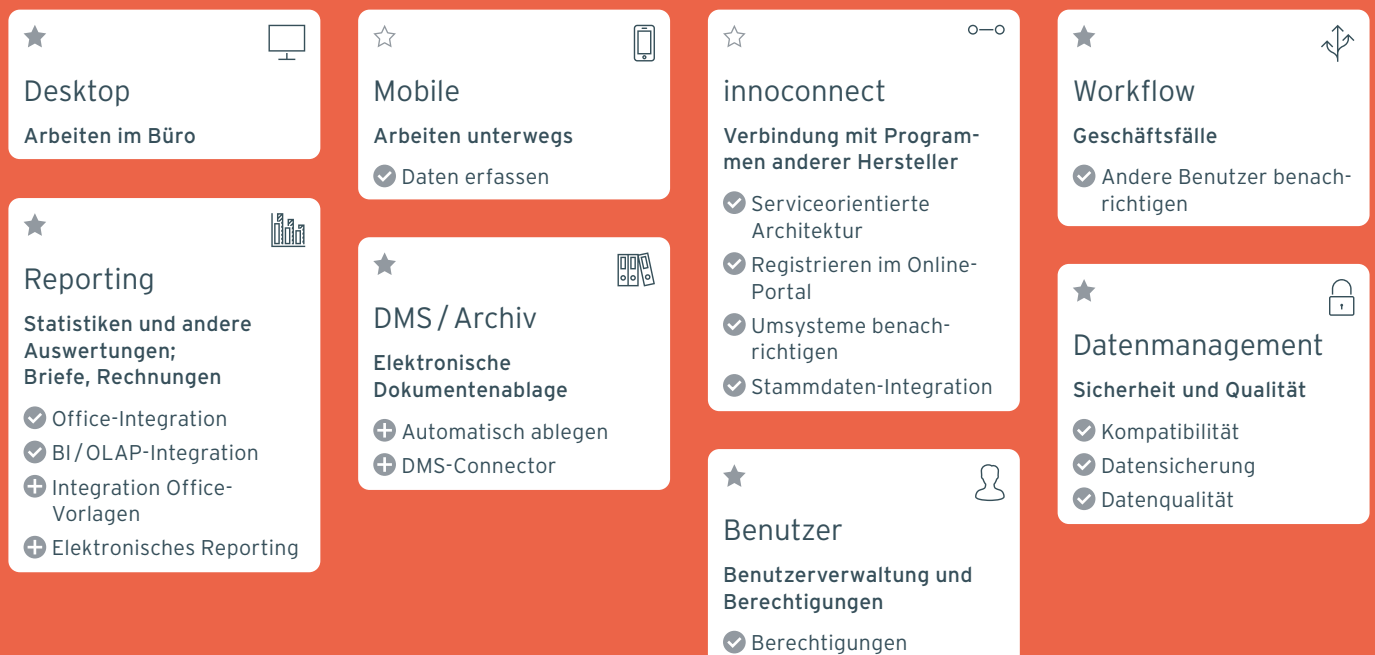 Desktop
Arbeiten im Büro
Reporting
Statistiken und andere
Auswertungen;
Briefe, Rechnungen
Office-Integration
BI/OLAP-Integration
Integration Office-
Vorlagen
Elektronisches Reporting
Mobile
Arbeiten unterwegs
Daten erfassen
DMS/Archiv
Elektronische
Dokumentenablage
Automatisch ablegen
DMS-Connector
innoconnect
Verbindung mit Program-
men anderer Hersteller
Serviceorientierte
Architektur
Registrieren im Online-
Portal
Umsysteme benach-
richtigen
Stammdaten-Integration
Benutzer
Benutzerverwaltung und
Berechtigungen
Berechtigungen
Workflow
Geschäftsfälle
Andere Benutzer benach-
richtigen
Datenmanagement
Sicherheit und Qualität
Kompatibilität
Datensicherung
Datenqualität